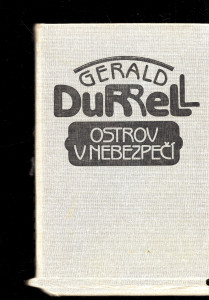 GERALD
DURRELL
OSTROV
V NEBEZPEČÍ